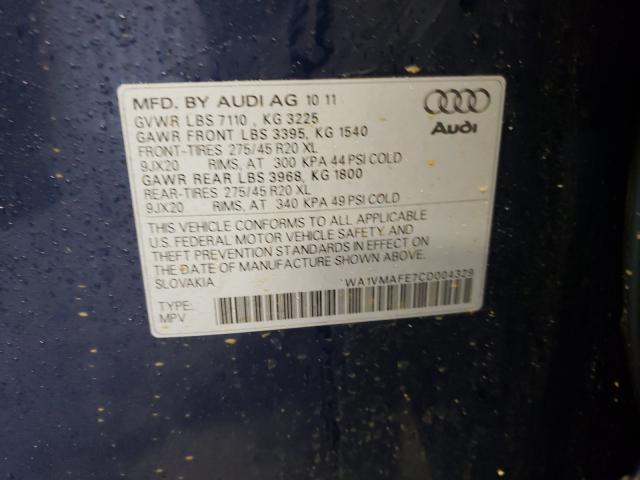 MFD. BY AUDI AG 10 11
GVWR LBS 7110 , KG 3225
GAWR FRONT LBS 3395, KG 1540
FRONT-TIRES 275/45 R20 XL
9JX20 RIMS, AT 300 KPA 44 PSI COLD
GAWR REAR LBS 3968, KG 1800
REAR-TIRES 275/45 R20 XL
9JX20 RIMS, AT 340 KPA 49 PSI COLD
Audi
THIS VEHICLE CONFORMS TO ALL APPLICABLE
U.S. FEDERAL MOTOR VEHICLE SAFETY, AND
THEFT PREVENTION STANDARDS IN EFFECT ON
THE DATE OF MANUFACTURE SHOWN ABOVE.
SLOVAKIA WA1VMAFE7CD004329
TYPE:
MPV